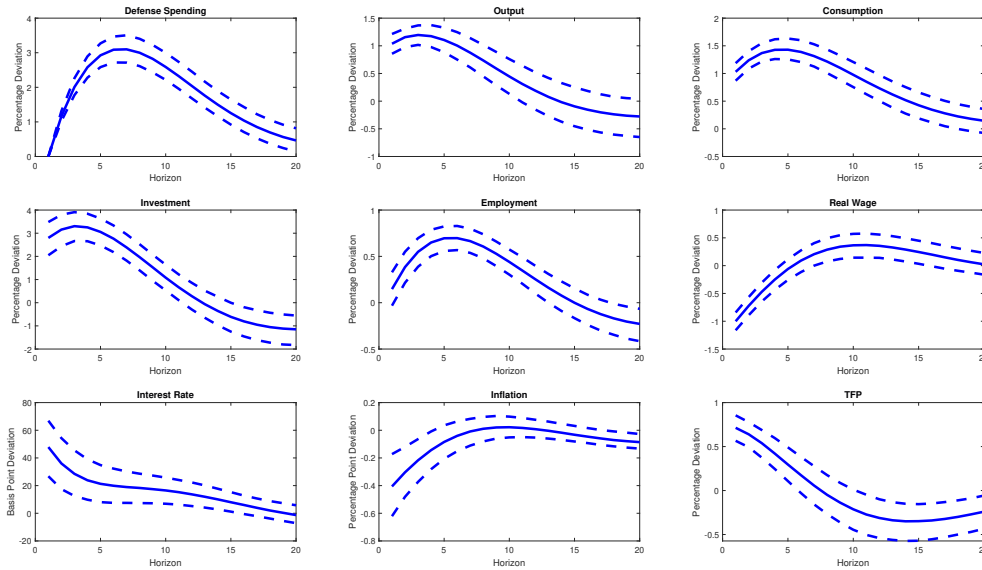 Defense Spending
4
3
2
1
0
Percentage Deviation
0 5 10 15 20
Horizon
Output
1.5
1
0.5
0
-0.5
-1
Percentage Deviation
0 5 10 15 20
Horizon
Consumption
2
1.5
1
0.5
0
-0.5
Percentage Deviation
0 5 10 15 20
Horizon
Investment
4
3
2
1
0
-1
-2
Percentage Deviation
0 5 10 15 20
Horizon
Employment
1
0.5
0
-0.5
Percentage Deviation
0 5 10 15 20
Horizon
Real Wage
1
0.5
0
-0.5
-1
-1.5
Percentage Deviation
0 5 10 15 20
Horizon
Interest Rate
80
60
40
20
0
-20
Basis Point Deviation
0 5 10 15 20
Horizon
Inflation
0.2
0
-0.2
-0.4
-0.6
-0.8
Percentage Point Deviation
0 5 10 15 20
Horizon
TFP
1
0.5
0
-0.5
Percentage Deviation
0 5 10 15 20
Horizon